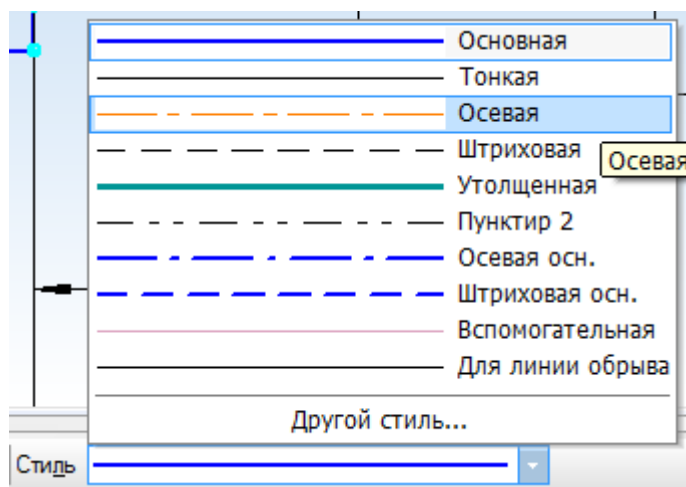 Основная
Тонкая
Осевая
Штриховая
Осевая
Утолщенная
Пунктир 2
Осевая осн.
Штриховая осн.
Вспомогательная
Для линии обрыва
Другой стиль...
Стиль